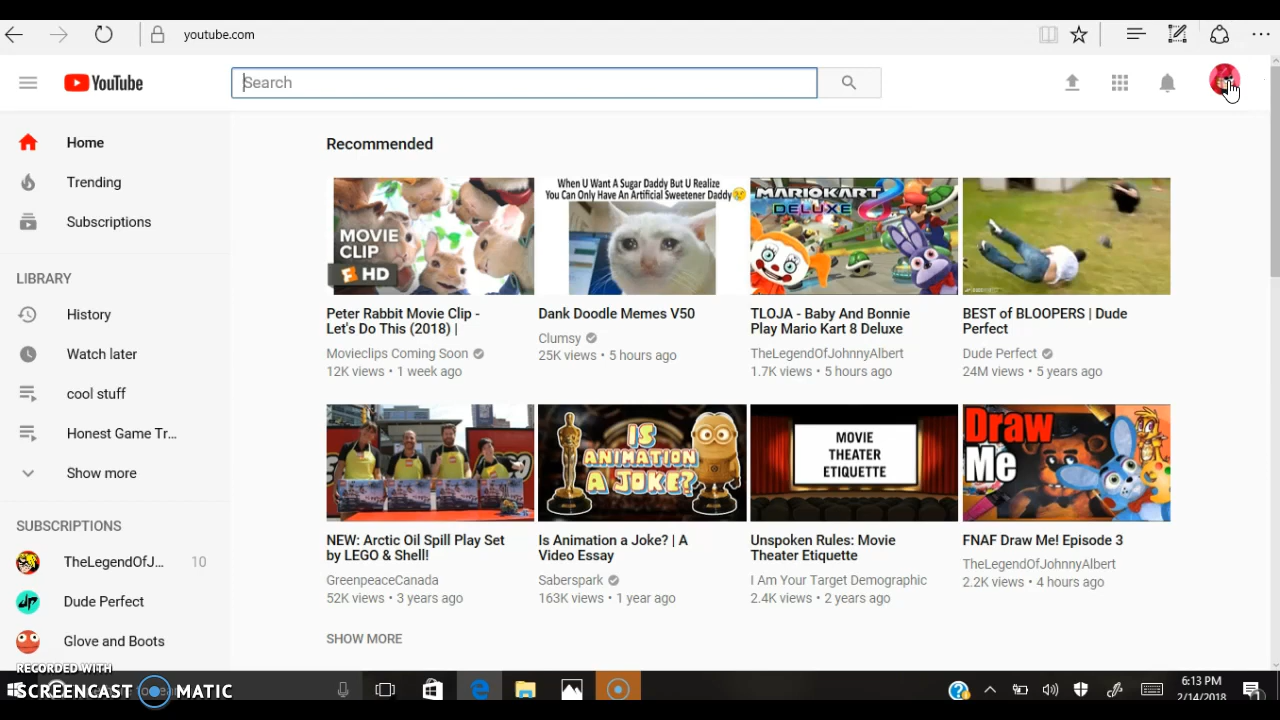 youtube.com
YouTube
Search
Home
Trending
Subscriptions
LIBRARY
History
Watch later
cool stuff
Honest Game Tr...
Show more
SUBSCRIPTIONS
TheLegendOfJ... 10
Dude Perfect
Glove and Boots
Recommended
MOVIE
CLIP
HD
Peter Rabbit Movie Clip -
Let's Do This (2018) |
Movieclips Coming Soon
12K views • 1 week ago
When U Want A Sugar Daddy But U Realize
You Can Only Have An Artificial Sweetener Daddy
Dank Doodle Memes V50
Clumsy
25K views • 5 hours ago
MARIOKART 8
DELUXE
TLOJA - Baby And Bonnie
Play Mario Kart 8 Deluxe
TheLegendOfJohnnyAlbert
1.7K views • 5 hours ago
BEST of BLOOPERS | Dude
Perfect
Dude Perfect
24M views • 5 years ago
NEW: Arctic Oil Spill Play Set
by LEGO & Shell!
GreenpeaceCanada
52K views • 3 years ago
IS
ANIMATION
A JOKE?
Is Animation a Joke? | A
Video Essay
Saberspark
163K views • 1 year ago
MOVIE
THEATER
ETIQUETTE
Unspoken Rules: Movie
Theater Etiquette
I Am Your Target Demographic
2.4K views • 2 years ago
Draw
Me
FNAF Draw Me! Episode 3
TheLegendOfJohnnyAlbert
2.2K views • 4 hours ago
SHOW MORE
RECORDED WITH
SCREENCAST MATIC
6:13 PM
2/14/2018
1